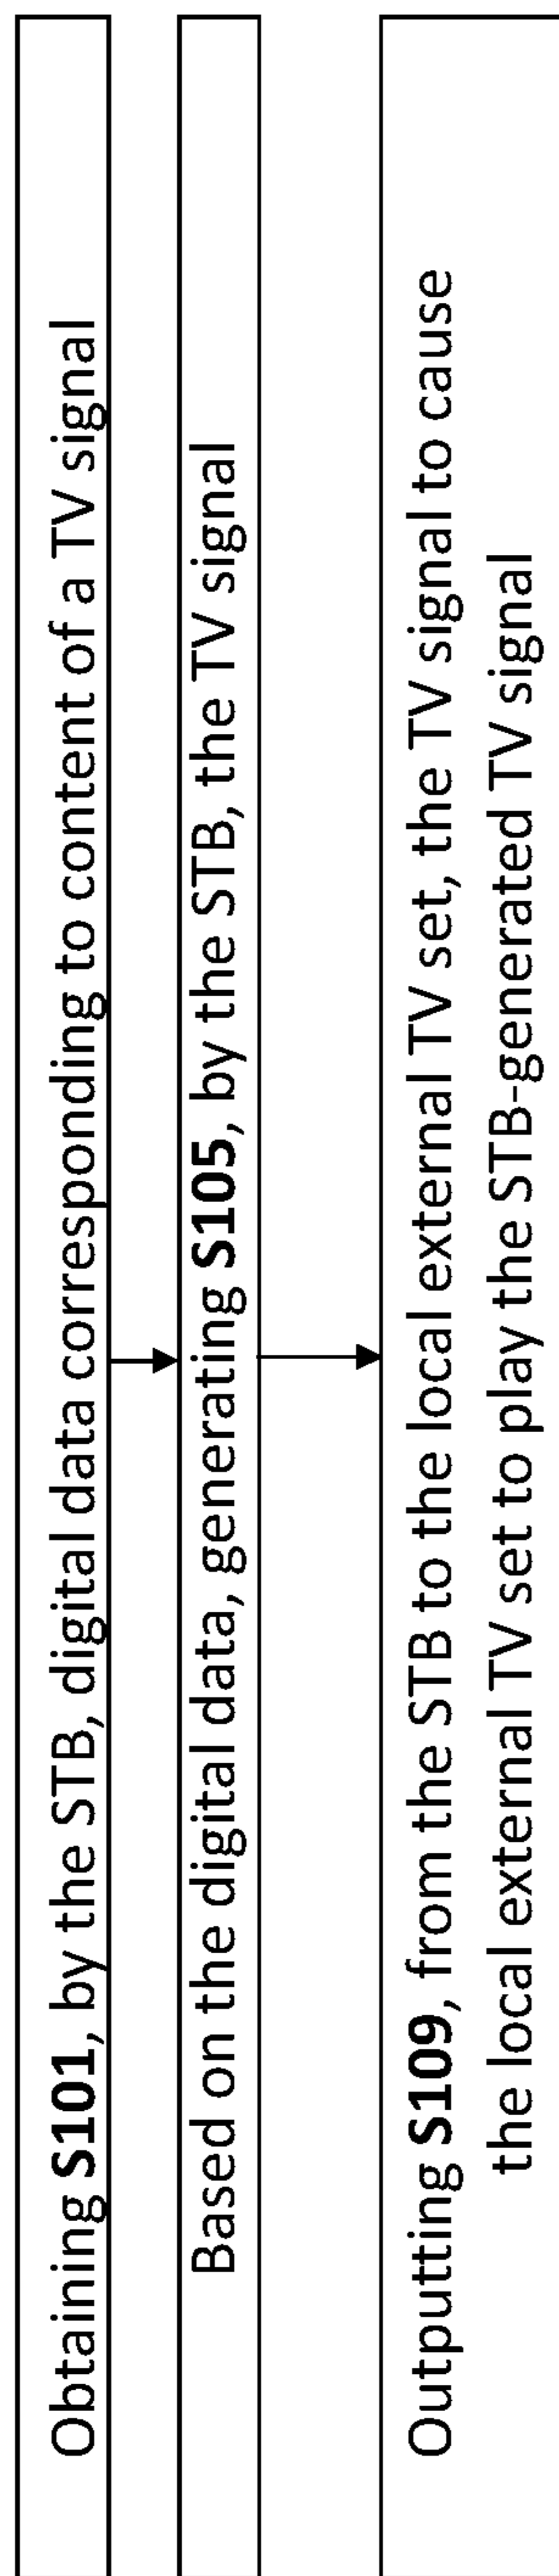 Obtaining S101, by the STB, digital data corresponding to content of a TV signal
Based on the digital data, generating S105, by the STB, the TV signal
Outputting S109, from the STB to the local external TV set, the TV signal to cause
the local external TV set to play the STB-generated TV signal